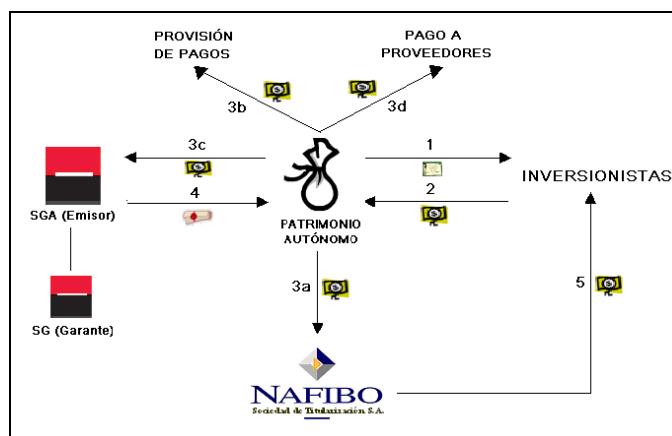 PROVISIÓN
DE PAGOS
PAGO A
PROVEEDORES
3b
3d
3c
1
SGA (Emisor)
4
2
INVERSIONISTAS
PATRIMONIO
AUTÓNOMO
SG (Garante)
3a
5
NAFIBO
Sociedad de Titularización S.A.